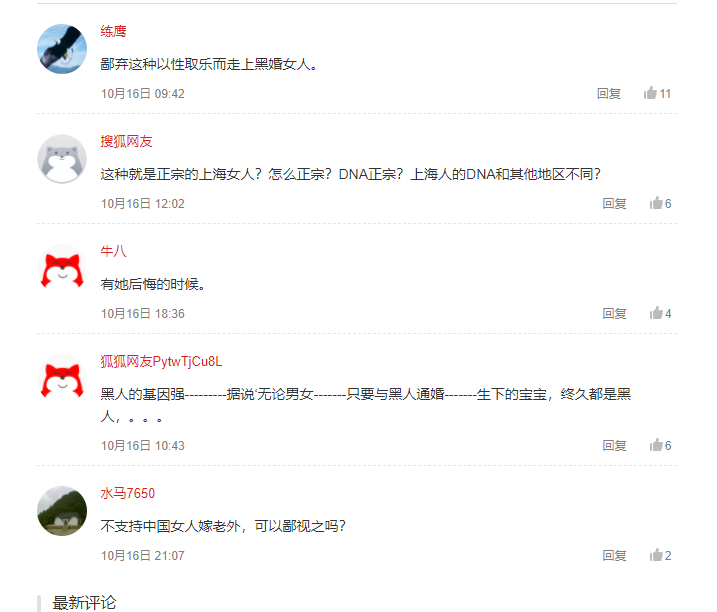 练鹰
鄙弃这种以性取乐而走上黑婚女人。
10月16日 09:42
回复
11
搜狐网友
这种就是正宗的上海女人？怎么正宗？DNA正宗？上海人的DNA和其他地区不同？
10月16日 12:02
回复
6
牛八
有她后悔的时候。
10月16日 18:36
回复
4
狐狐网友PytwTjCu8L
黑人的基因强---------据说‘无论男女-------只要与黑人通婚-------生下的宝宝，终久都是黑
人，。。。
10月16日 10:43
回复
6
水马7650
不支持中国女人嫁老外，可以鄙视之吗？
10月16日 21:07
回复
2
最新评论